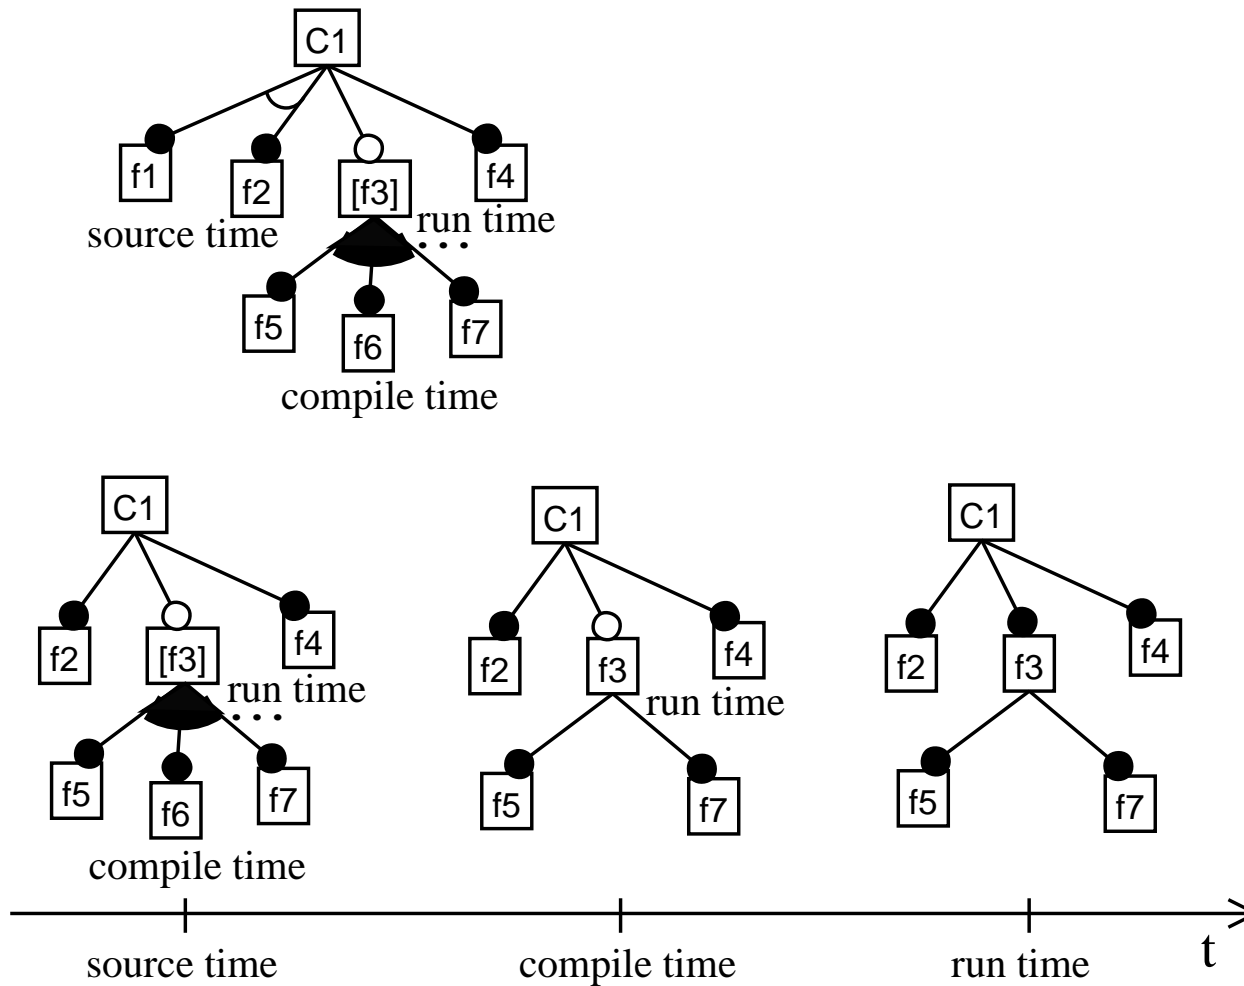 C1
f1 f2 [f3] f4
source time run time
...
f5 f6 f7
compile time
C1 C1 C1
f2 [f3] f4 f2 f3 f4 f2 f3 f4
run time run time
...
f5 f6 f7 f5 f7 f5 f7
compile time
source time compile time run time t